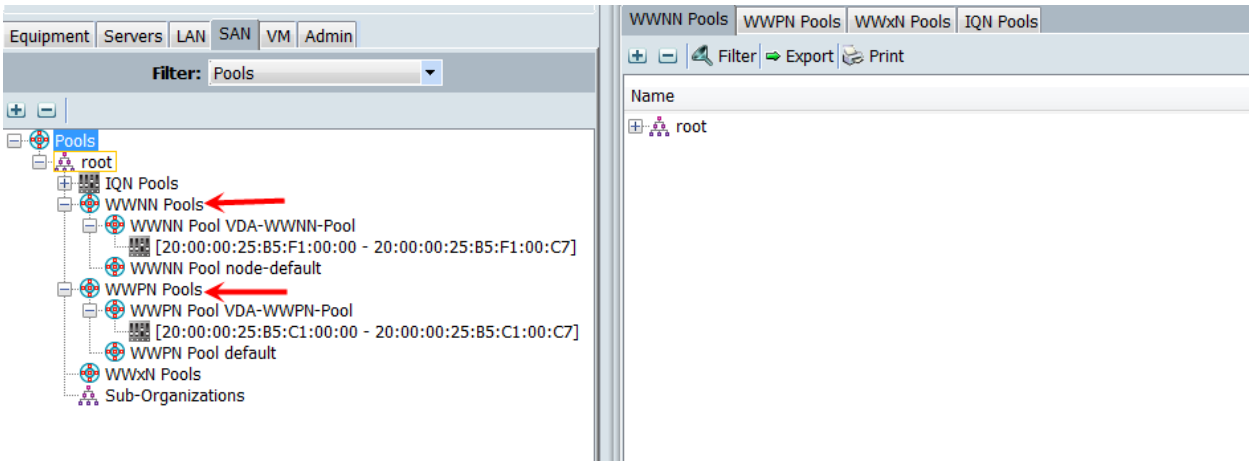 Equipment Servers LAN SAN VM Admin
Filter: Pools
Pools
root
IQN Pools
WWNN Pools
WWNN Pool VDA-WWNN-Pool
[20:00:00:25:B5:F1:00:00 - 20:00:00:25:B5:F1:00:C7]
WWNN Pool node-default
WWPN Pools
WWPN Pool VDA-WWPN-Pool
[20:00:00:25:B5:C1:00:00 - 20:00:00:25:B5:C1:00:C7]
WWPN Pool default
WWxN Pools
Sub-Organizations
WWNN Pools WWPN Pools WWxN Pools IQN Pools
Filter Export Print
Name
root